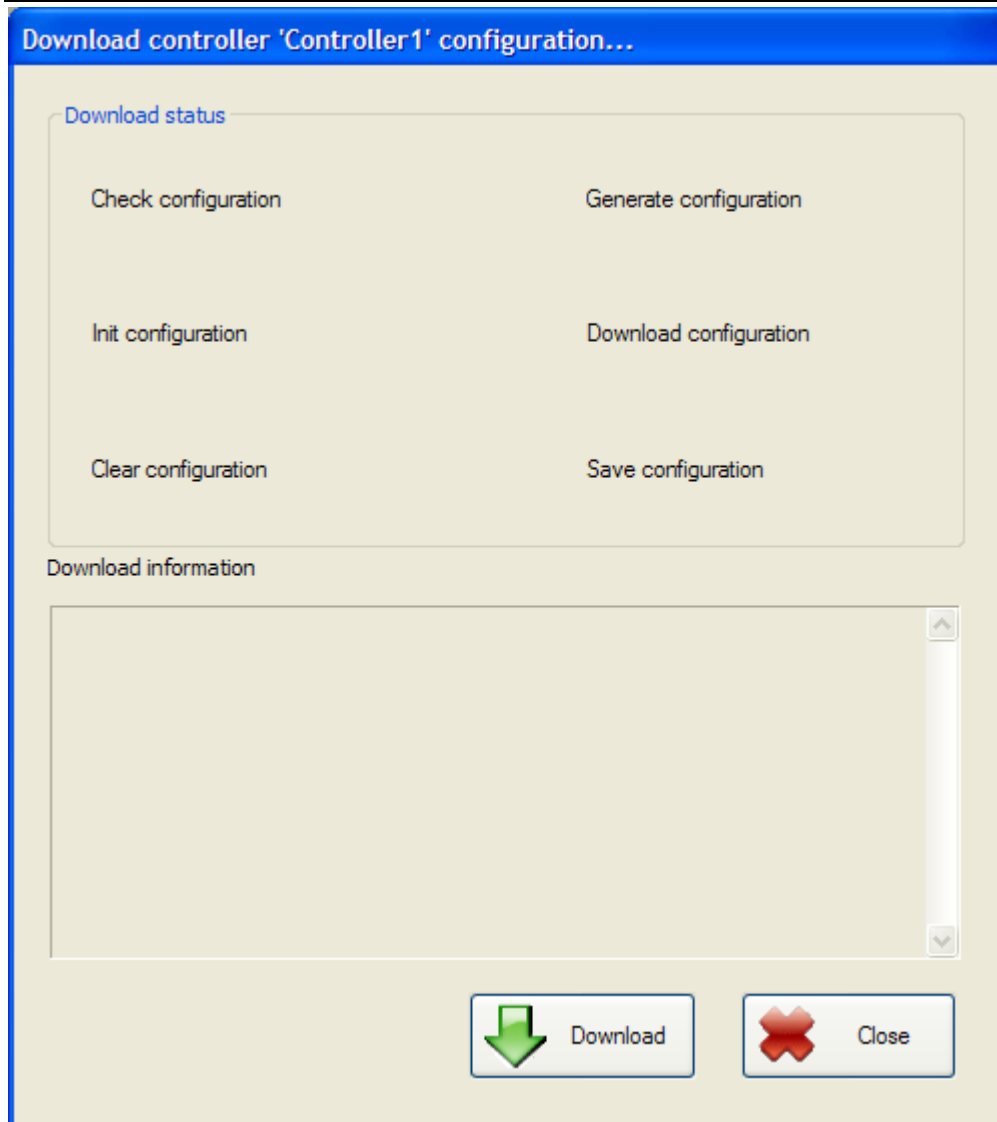 Download controller 'Controller1' configuration...
Download status
Check configuration
Generate configuration
Init configuration
Download configuration
Clear configuration
Save configuration
Download information
Download
Close